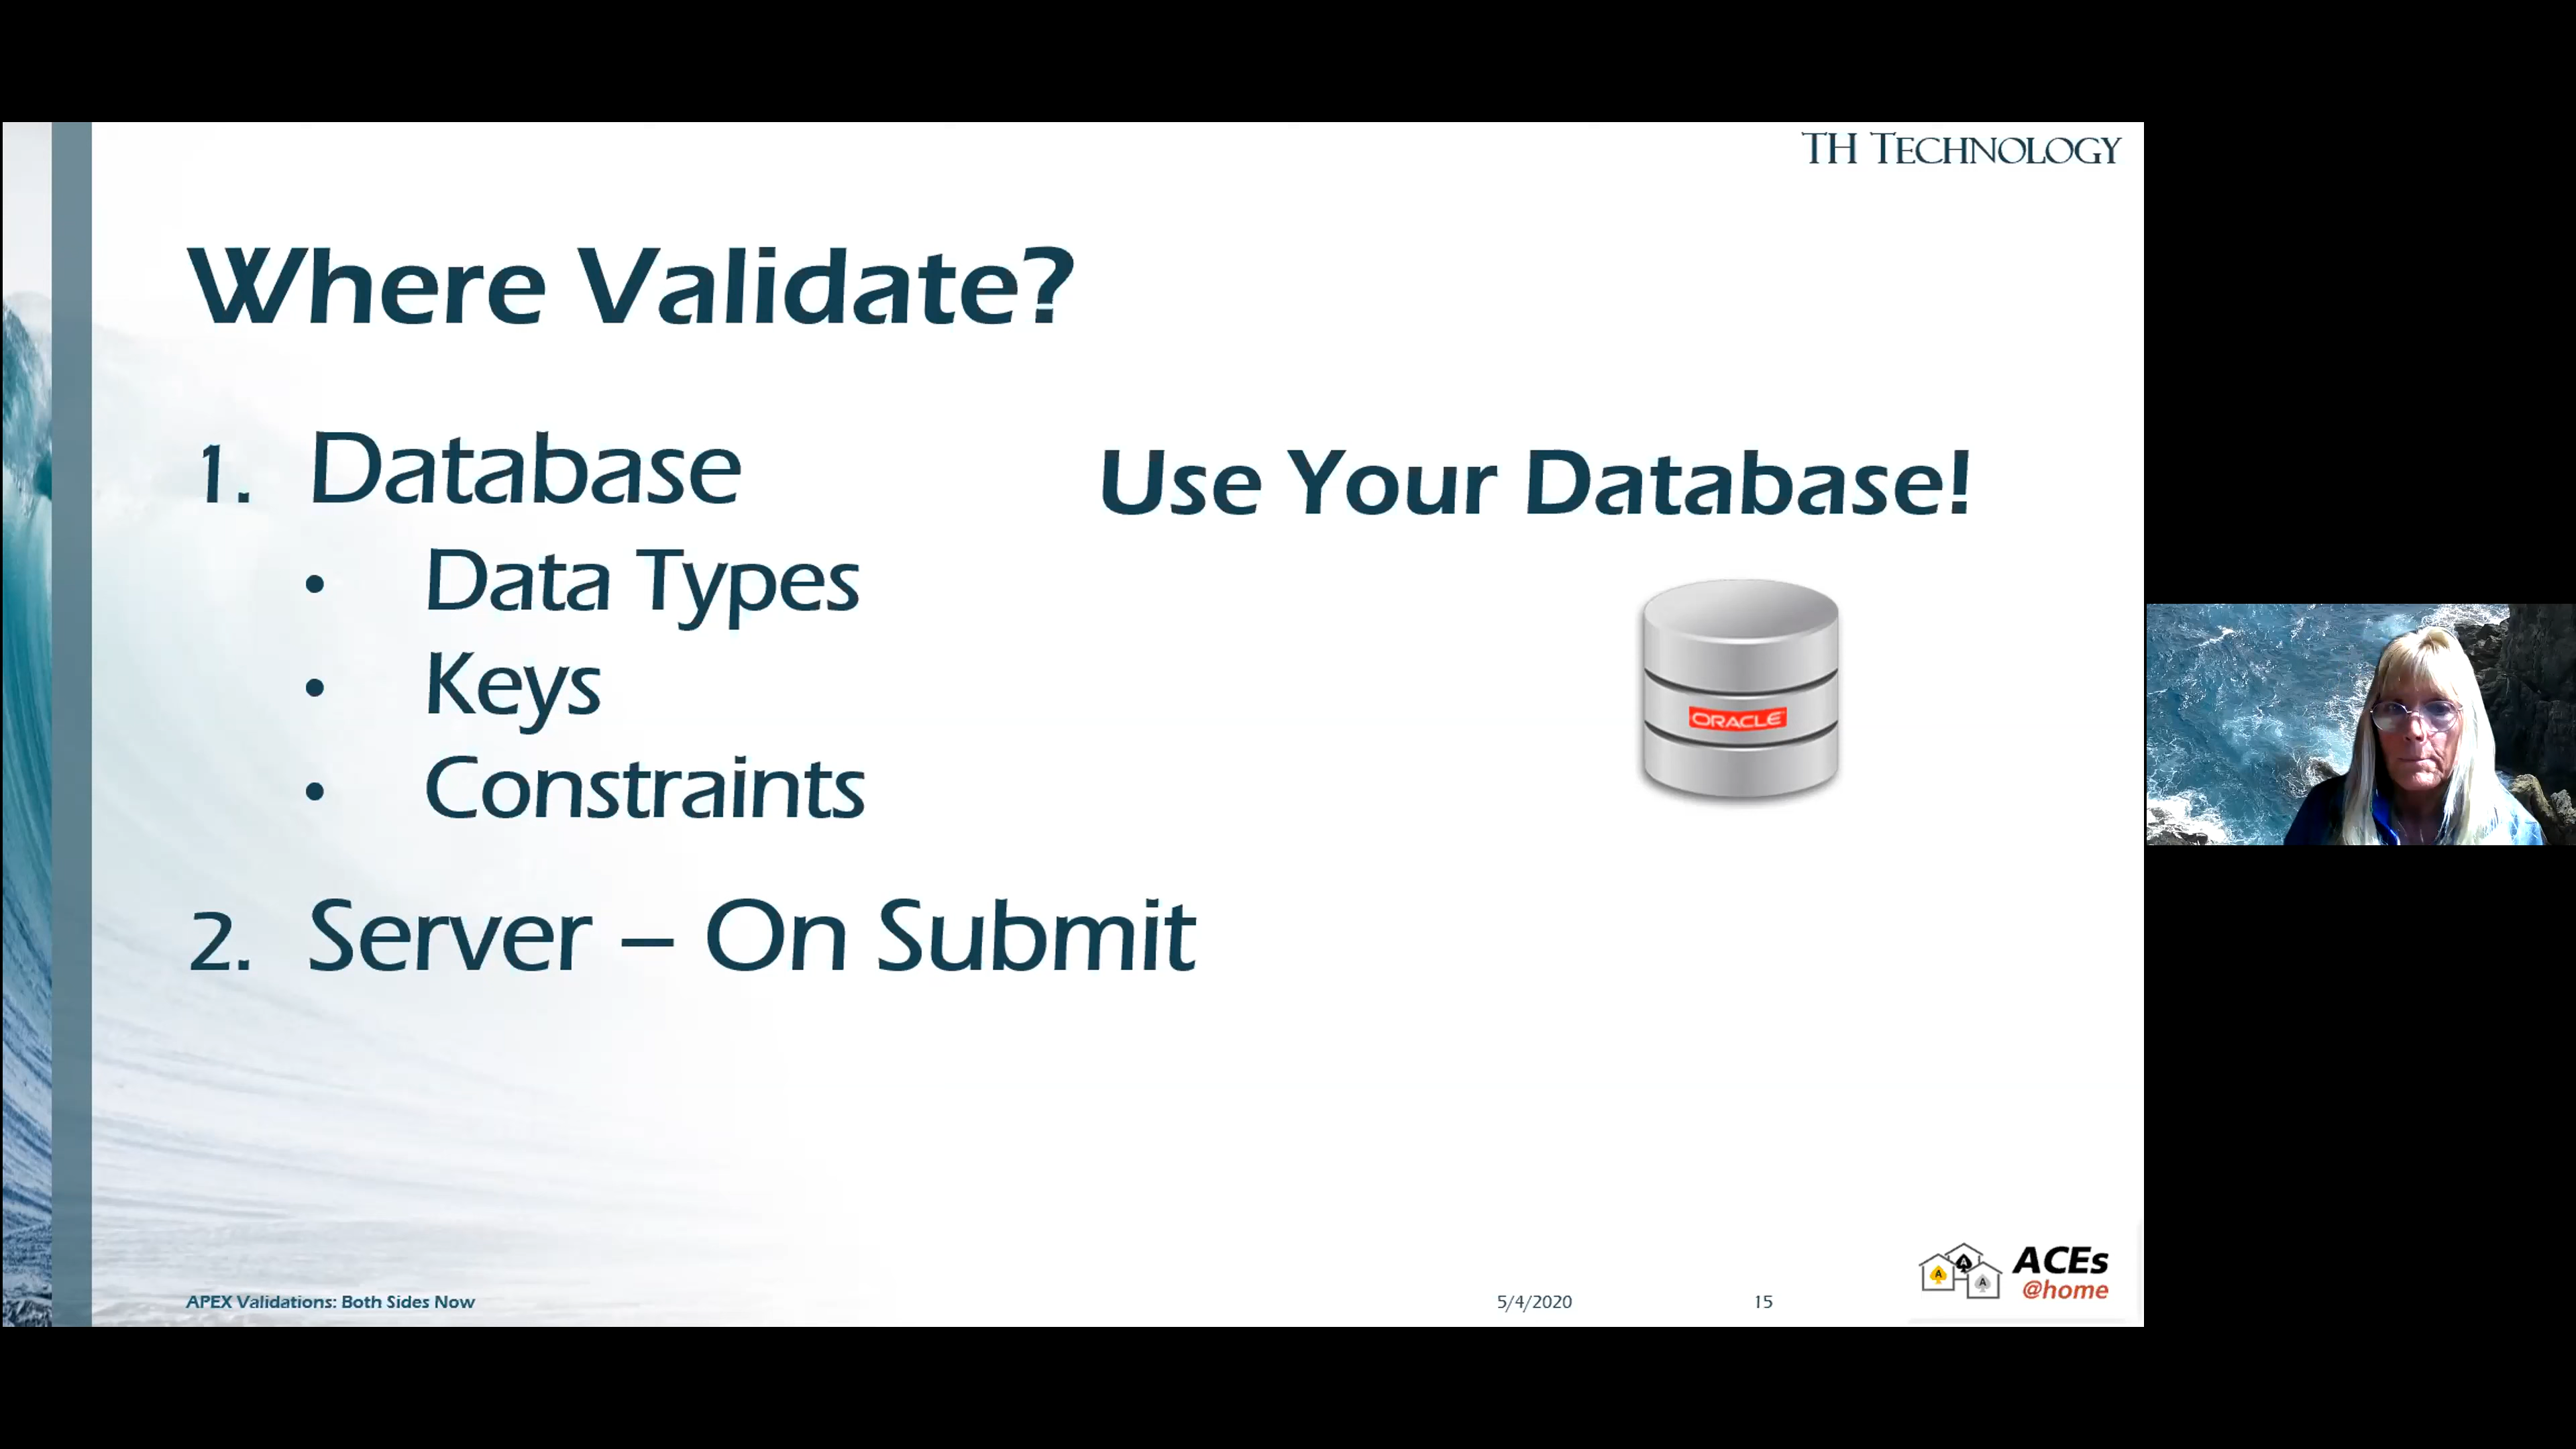 TH TECHNOLOGY
Where Validate?
1. Database
• Data Types
• Keys
• Constraints
2. Server – On Submit
Use Your Database!
ORACLE
APEX Validations: Both Sides Now
5/4/2020
15
A
A
A
ACEs
@home